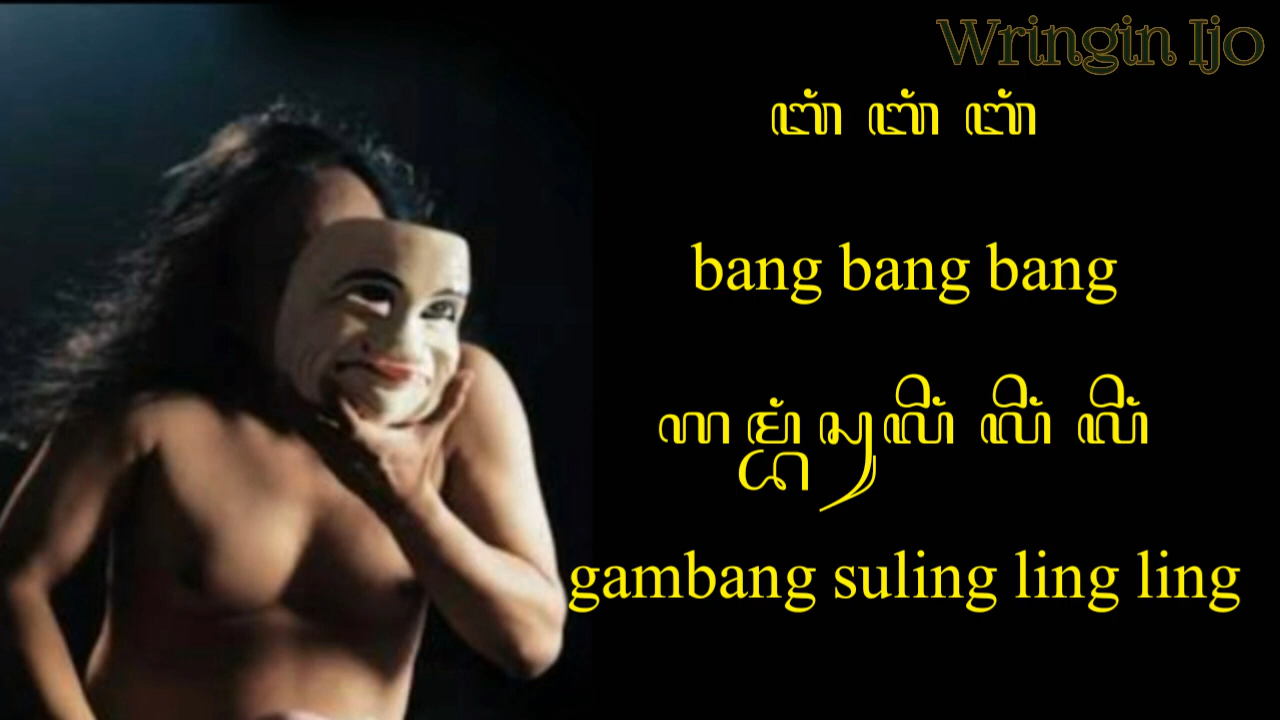 Wringin Ijo
ꦧꦁ ꦧꦁ ꦧꦁ
bang bang bang
ꦒꦩ꧀ꦧꦁꦱꦸꦭꦶꦁ ꦭꦶꦁ ꦭꦶꦁ
gambang suling ling ling